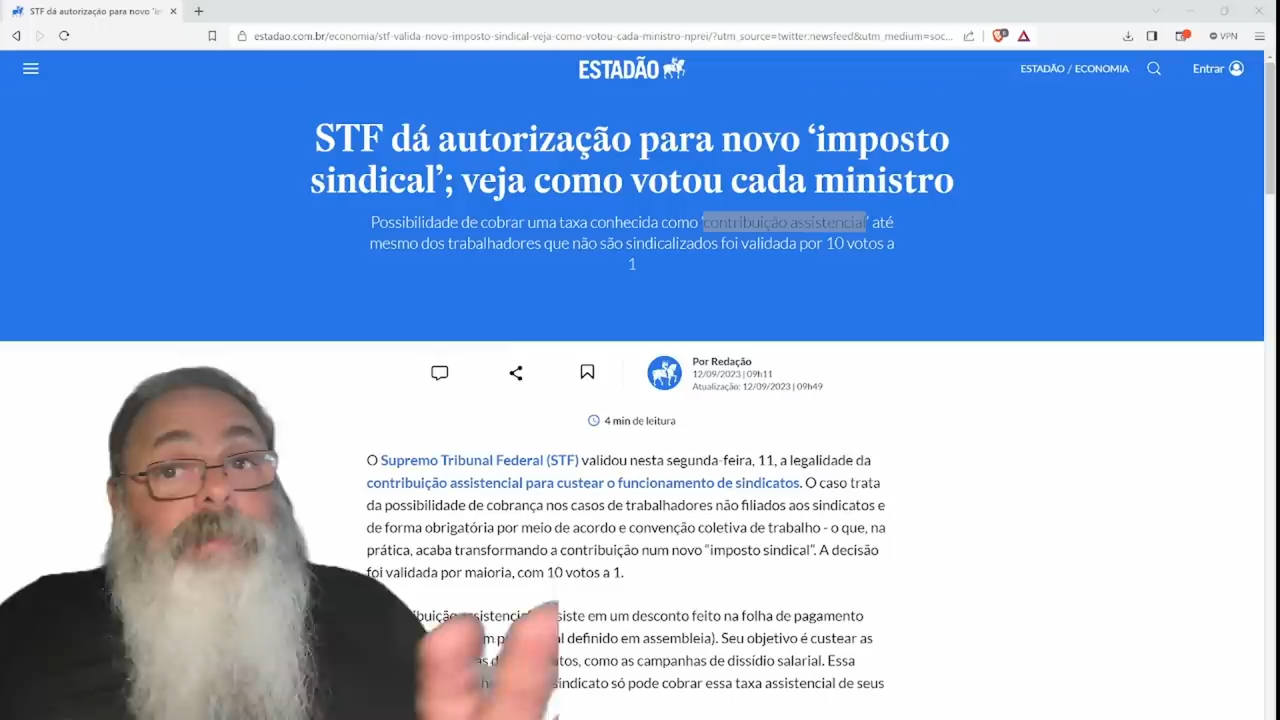 STF dá autorização para novo 'in
estadao.com.br/economia/stf-valida-novo-imposto-sindical-veja-como-votou-cada-ministro-nprei/?utm_source=twitter:newsfeed&utm_medium=soc...
VPN
ESTADÃO
ESTADÃO / ECONOMIA
Entrar
STF dá autorização para novo ‘imposto
sindical’; veja como votou cada ministro
Possibilidade de cobrar uma taxa conhecida como ‘contribuição assistencial’ até
mesmo dos trabalhadores que não são sindicalizados foi validada por 10 votos a
1
Por Redação
12/09/2023 | 09h11
Atualização: 12/09/2023 | 09h49
4 min de leitura
O Supremo Tribunal Federal (STF) validou nesta segunda-feira, 11, a legalidade da
contribuição assistencial para custear o funcionamento de sindicatos. O caso trata
da possibilidade de cobrança nos casos de trabalhadores não filiados aos sindicatos e
de forma obrigatória por meio de acordo e convenção coletiva de trabalho - o que, na
prática, acaba transformando a contribuição num novo “imposto sindical”. A decisão
foi validada por maioria, com 10 votos a 1.
em um desconto feito na folha de pagamento
definido em assembleia). Seu objetivo é custear as
como as campanhas de dissídio salarial. Essa
sindicato só pode cobrar essa taxa assistencial de seus